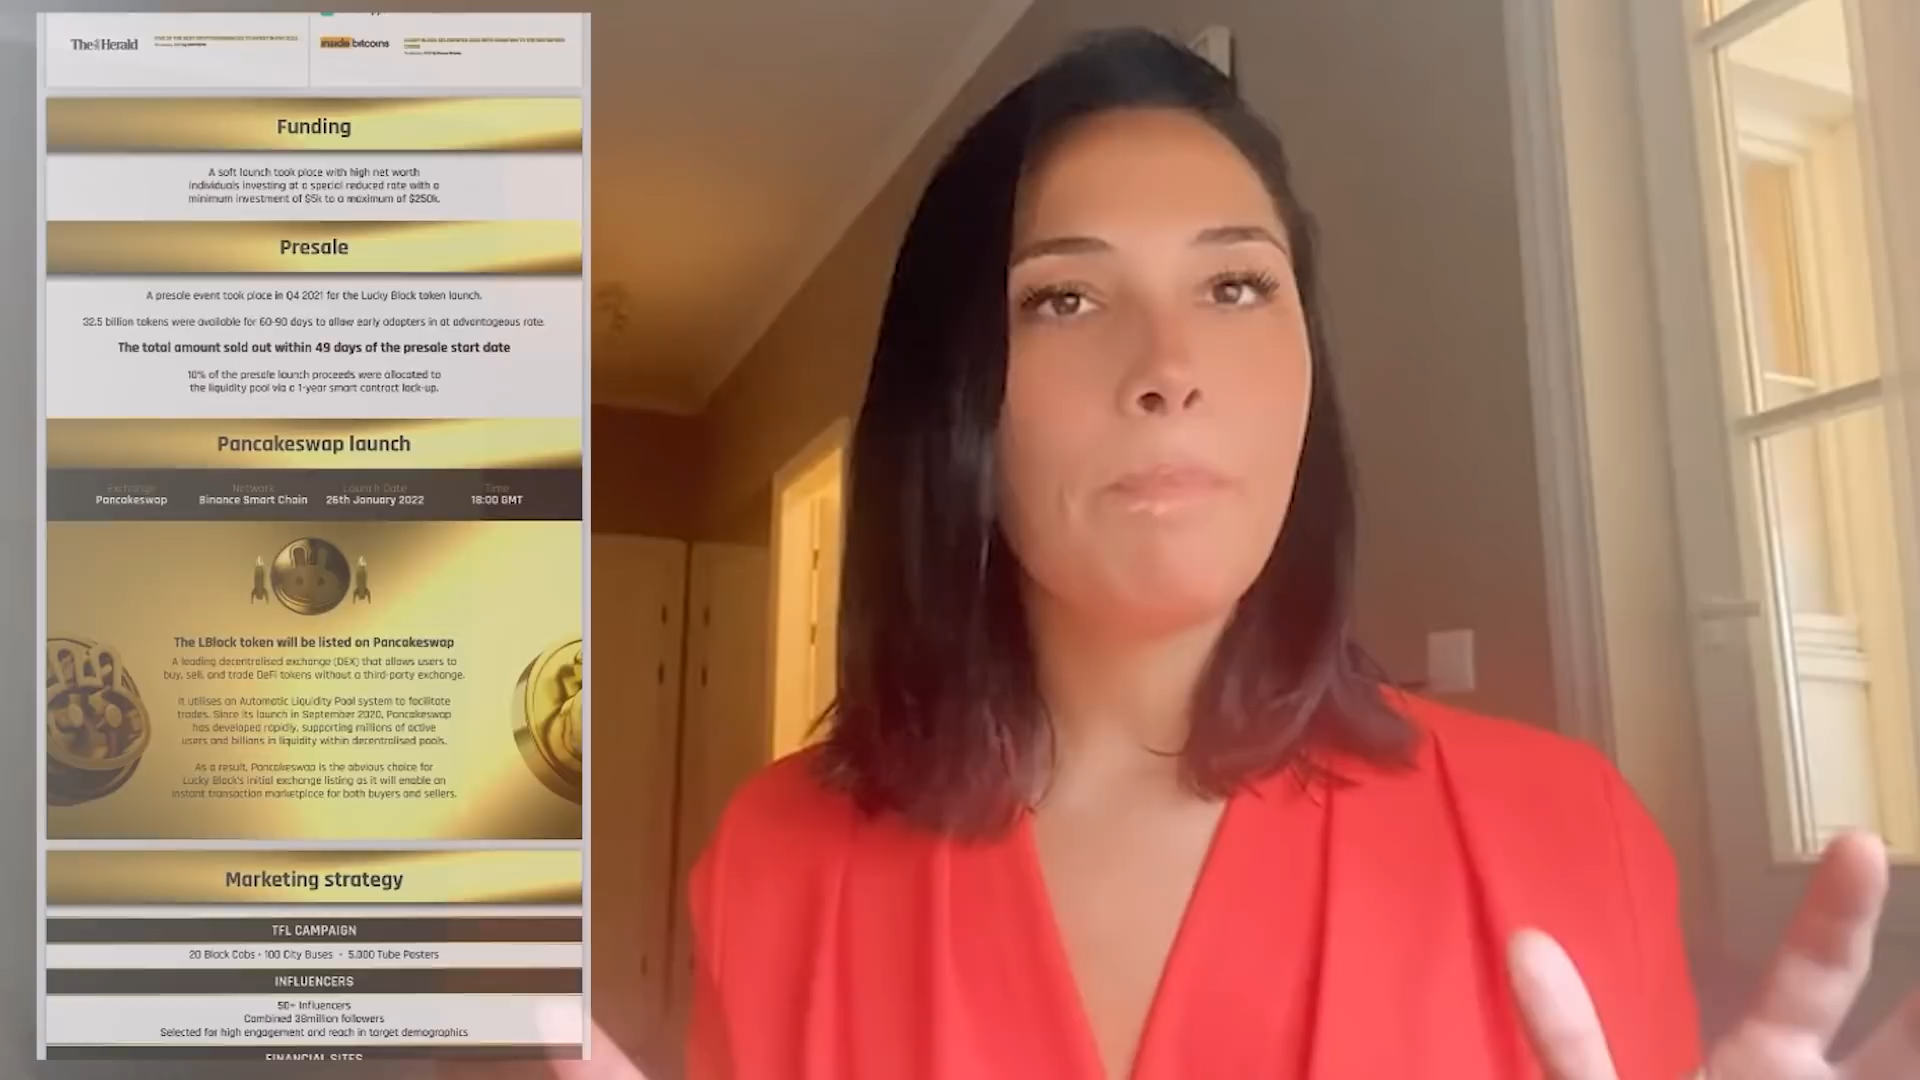 The Herald
inside bitcoins
Funding
A soft launch took place with high net worth
individuals investing at a special reduced rate with a
minimum investment of $5k to a maximum of $250k.
Presale
A presale event took place in Q4 2021 for the Lucky Block token launch.
32.5 billion tokens were available for 60-90 days to allow early adopters in at advantageous rate.
The total amount sold out within 49 days of the presale start date
10% of the presale launch proceeds were allocated to
the liquidity pool via a 1-year smart contract lock-up.
Pancakeswap launch
Exchange Network Launch Date Time
Pancakeswap Binance Smart Chain 26th January 2022 18:00 GMT
The LBlock token will be listed on Pancakeswap
A leading decentralised exchange (DEX) that allows users to
buy, sell, and trade DeFi tokens without a third-party exchange.
It utilises an Automatic Liquidity Pool system to facilitate
trades. Since its launch in September 2020, Pancakeswap
has developed rapidly, supporting millions of active
users and billions in liquidity within decentralised pools.
As a result, Pancakeswap is the obvious choice for
Lucky Block's initial exchange listing as it will enable an
instant transaction marketplace for both buyers and sellers.
Marketing strategy
TFL CAMPAIGN
20 Black Cabs - 100 City Buses - 5,000 Tube Posters
INFLUENCERS
50+ Influencers
Combined 38million followers
Selected for high engagement and reach in target demographics
FINANCIAL SITES